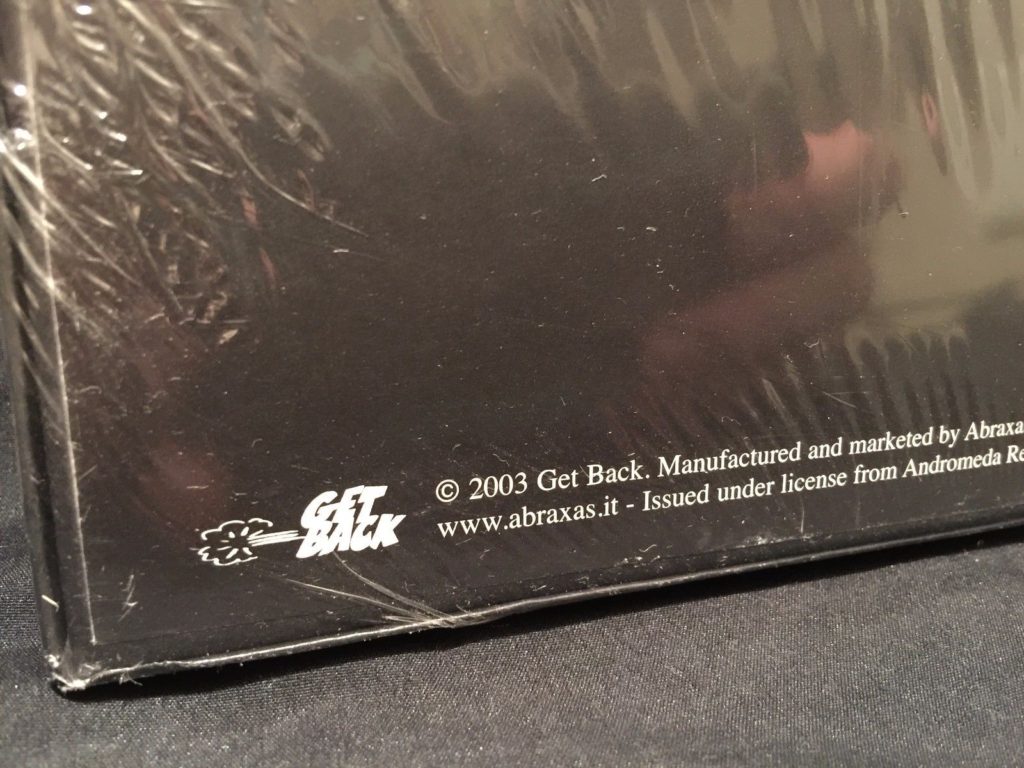 GET
BACK
© 2003 Get Back. Manufactured and marketed by
www.abraxas.it - Issued under license from Andromeda